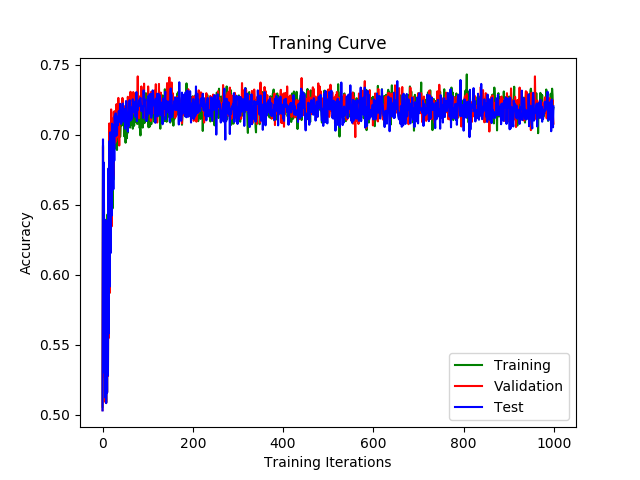 Traning Curve
0.75
0.70
0.65
0.60
0.55
0.50
Accuracy
0
200
400
600
800
1000
Training Iterations
Training
Validation
Test